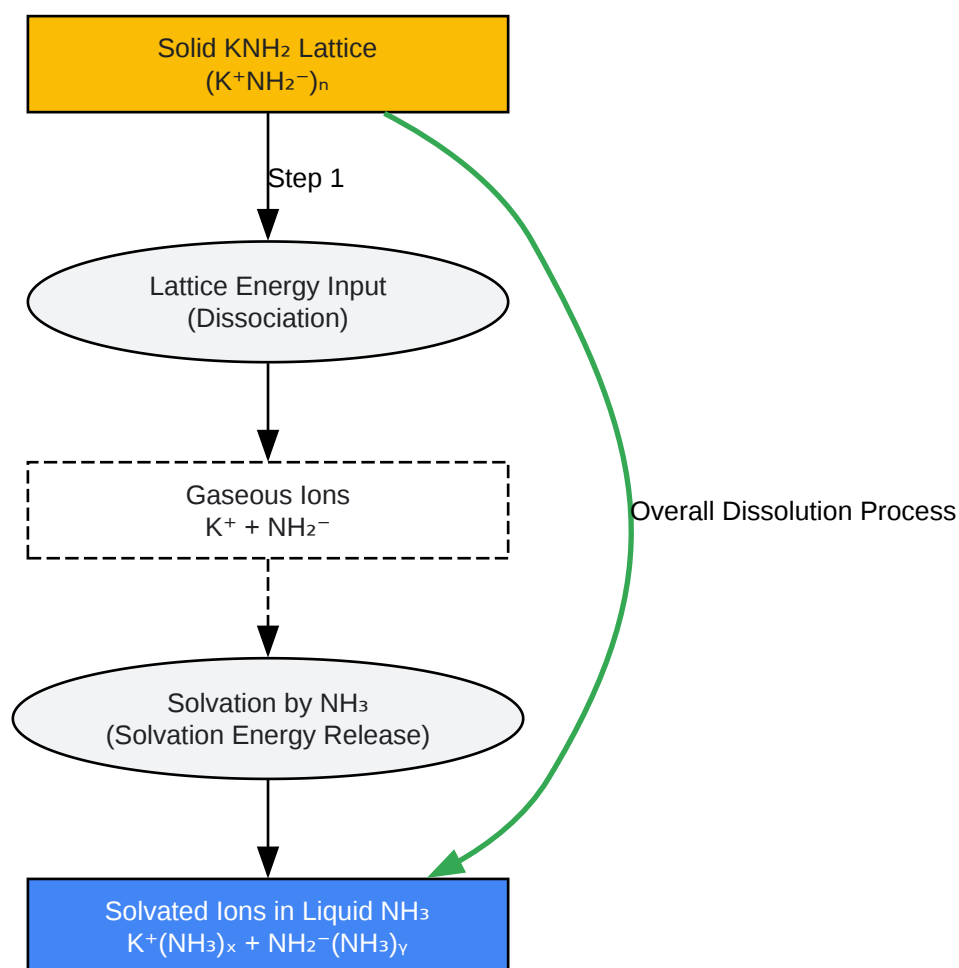 Solid KNH₂ Lattice
(K⁺NH₂⁻)ₙ
Step 1
Lattice Energy Input
(Dissociation)
Gaseous Ions
K⁺ + NH₂⁻
Overall Dissolution Process
Solvation by NH₃
(Solvation Energy Release)
Solvated Ions in Liquid NH₃
K⁺(NH₃)ₓ + NH₂⁻(NH₃)ᵧ